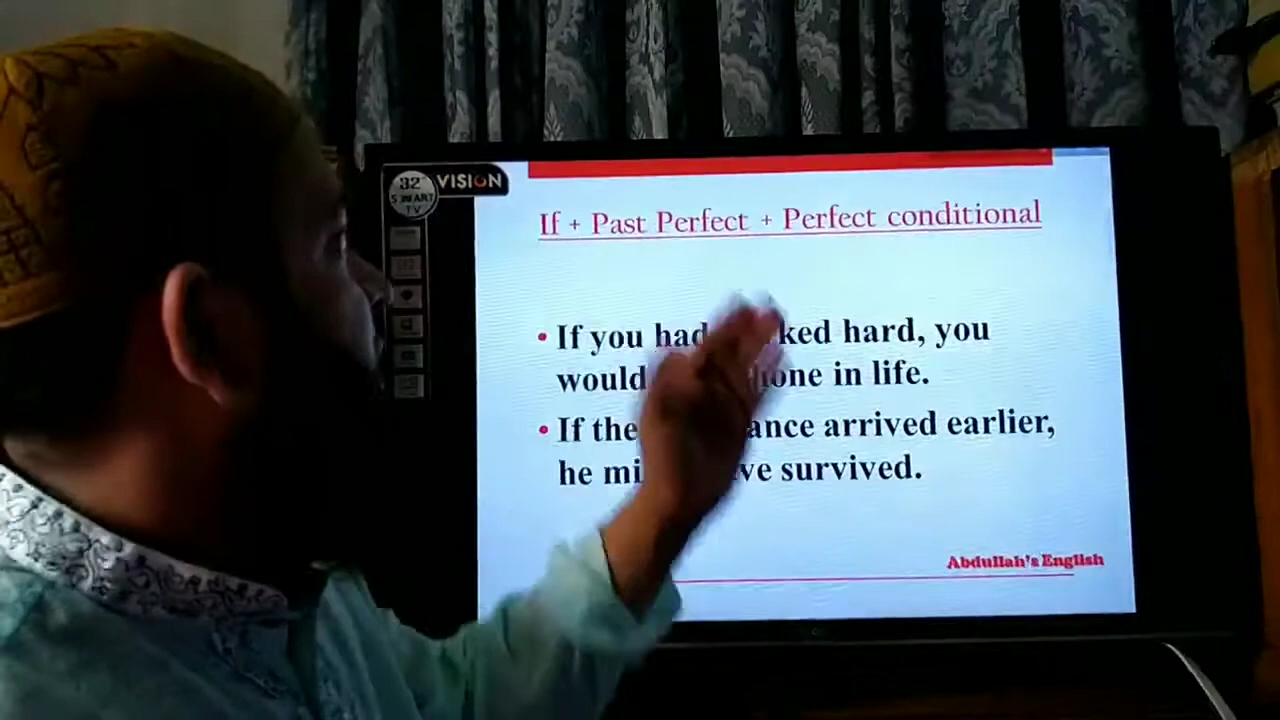 32
SMART
TV
VISION
If + Past Perfect + Perfect conditional
• If you had ked hard, you
would one in life.
• If the ance arrived earlier,
he mi ve survived.
Abdullah's English